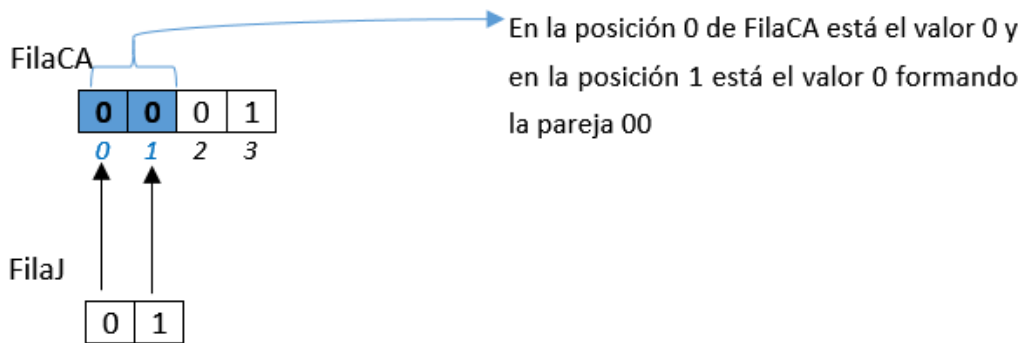 En la posición 0 de FilaCA está el valor 0 y
en la posición 1 está el valor 0 formando
la pareja 00
FilaCA
0 0 0 1
0 1 2 3
FilaJ
0 1